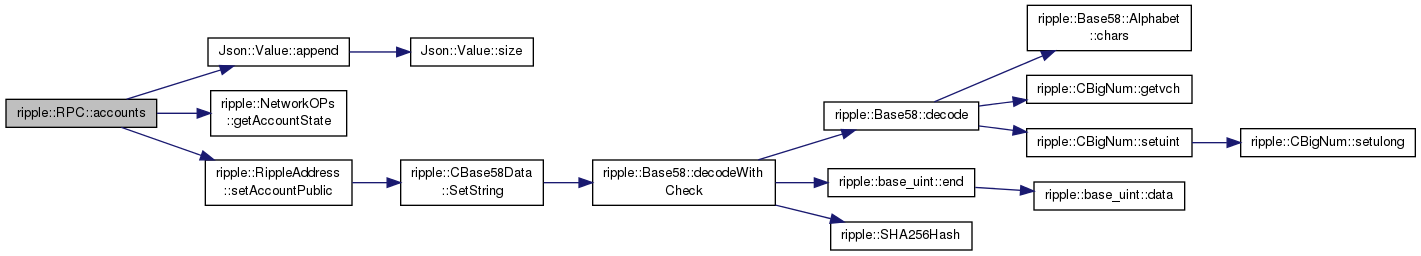 ripple::RPC::accounts
Json::Value::append
Json::Value::size
ripple::NetworkOPs
::getAccountState
ripple::RippleAddress
::setAccountPublic
ripple::CBase58Data
::SetString
ripple::Base58::decodeWith
Check
ripple::Base58::decode
ripple::Base58::Alphabet
::chars
ripple::CBigNum::getvch
ripple::CBigNum::setuint
ripple::CBigNum::setulong
ripple::base_uint::end
ripple::base_uint::data
ripple::SHA256Hash